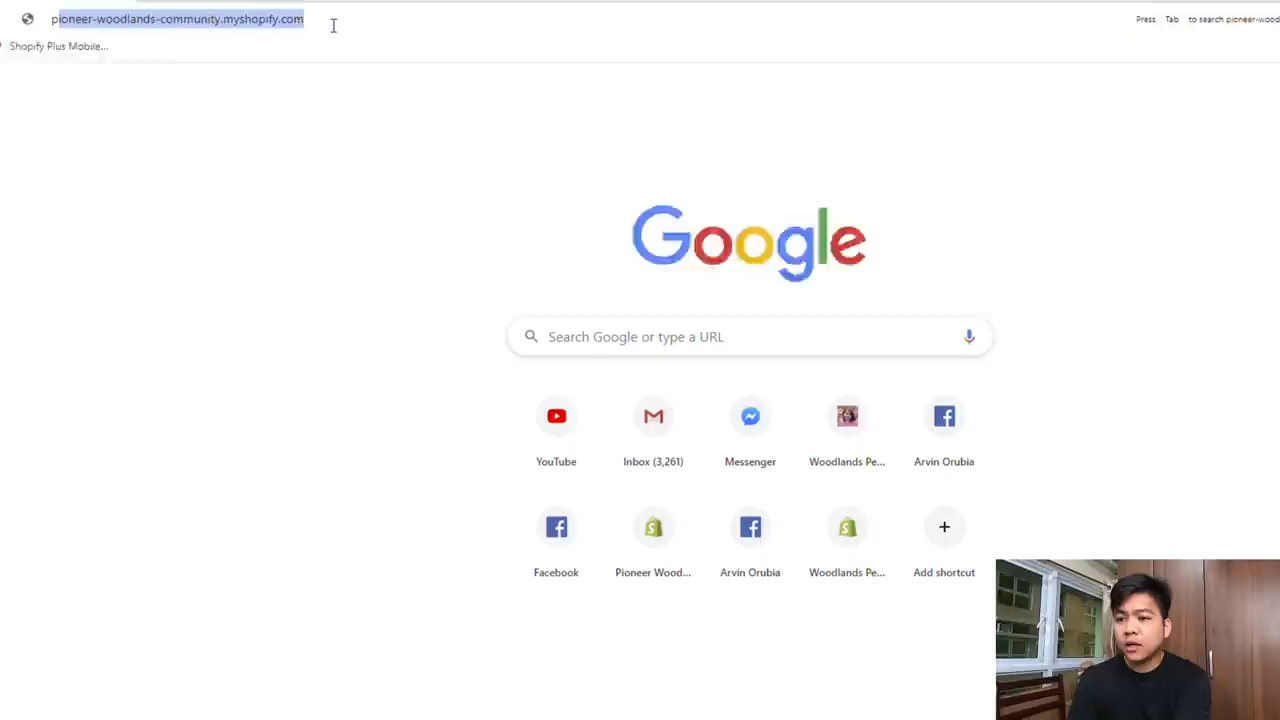 pioneer-woodlands-community.myshopify.com
Press Tab to search pioneer-wood
Shopify Plus Mobile...
Google
Search Google or type a URL
YouTube
Inbox (3,261)
Messenger
Woodlands Pe...
Arvin Orubia
Facebook
Pioneer Wood...
Arvin Orubia
Woodlands Pe...
Add shortcut